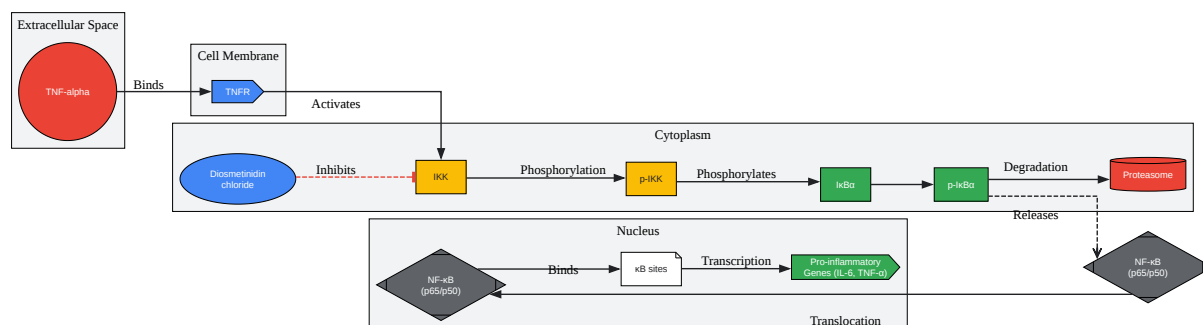 Extracellular Space
TNF-alpha
Binds
Cell Membrane
TNFR
Activates
Cytoplasm
Diosmetinidin
chloride
Inhibits
IKK
Phosphorylation
p-IKK
Phosphorylates
IκBα
p-IκBα
Degradation
Proteasome
Releases
Nucleus
NF-κB
(p65/p50)
Binds
κB sites
Transcription
Pro-inflammatory
Genes (IL-6, TNF-α)
NF-κB
(p65/p50)
Translocation